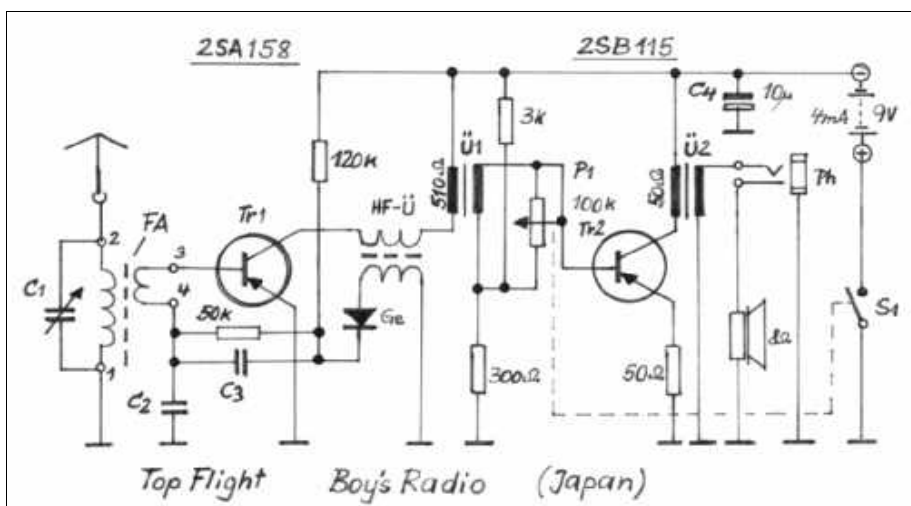 2SA158
2SB115
C4
10µ
4mA
9V
3k
Ü1
Ü2
120k
510Ω
P1
50Ω
Ph
FA
Tr1
HF-Ü
100k
Tr2
2
3
C1
4
50k
Ge
S1
1
C3
300Ω
50Ω
8Ω
C2
Top Flight Boy's Radio (Japan)